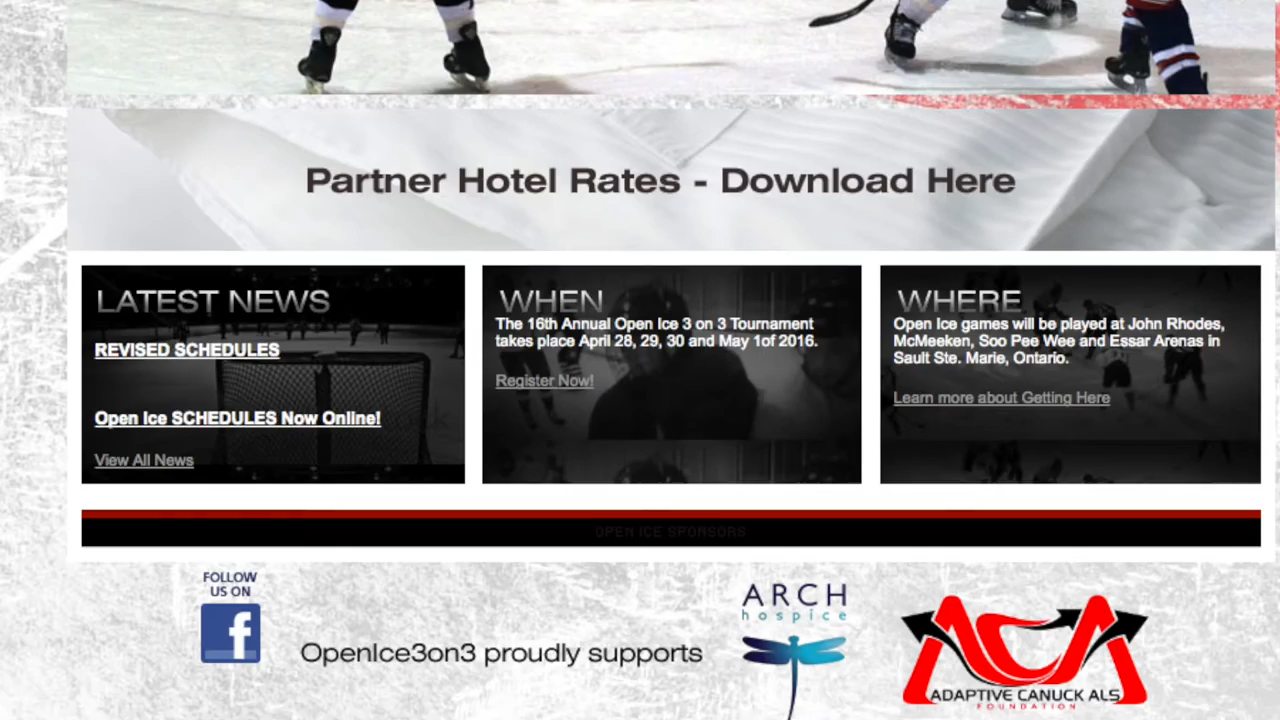 Partner Hotel Rates - Download Here
LATEST NEWS
REVISED SCHEDULES
Open Ice SCHEDULES Now Online!
View All News
WHEN
The 16th Annual Open Ice 3 on 3 Tournament
takes place April 28, 29, 30 and May 1of 2016.
Register Now!
WHERE
Open Ice games will be played at John Rhodes,
McMeeken, Soo Pee Wee and Essar Arenas in
Sault Ste. Marie, Ontario.
Learn more about Getting Here
OPEN ICE SPONSORS
FOLLOW
US ON
f
OpenIce3on3 proudly supports
ARCH
hospice
ACA
ADAPTIVE CANUCK ALS
FOUNDATION